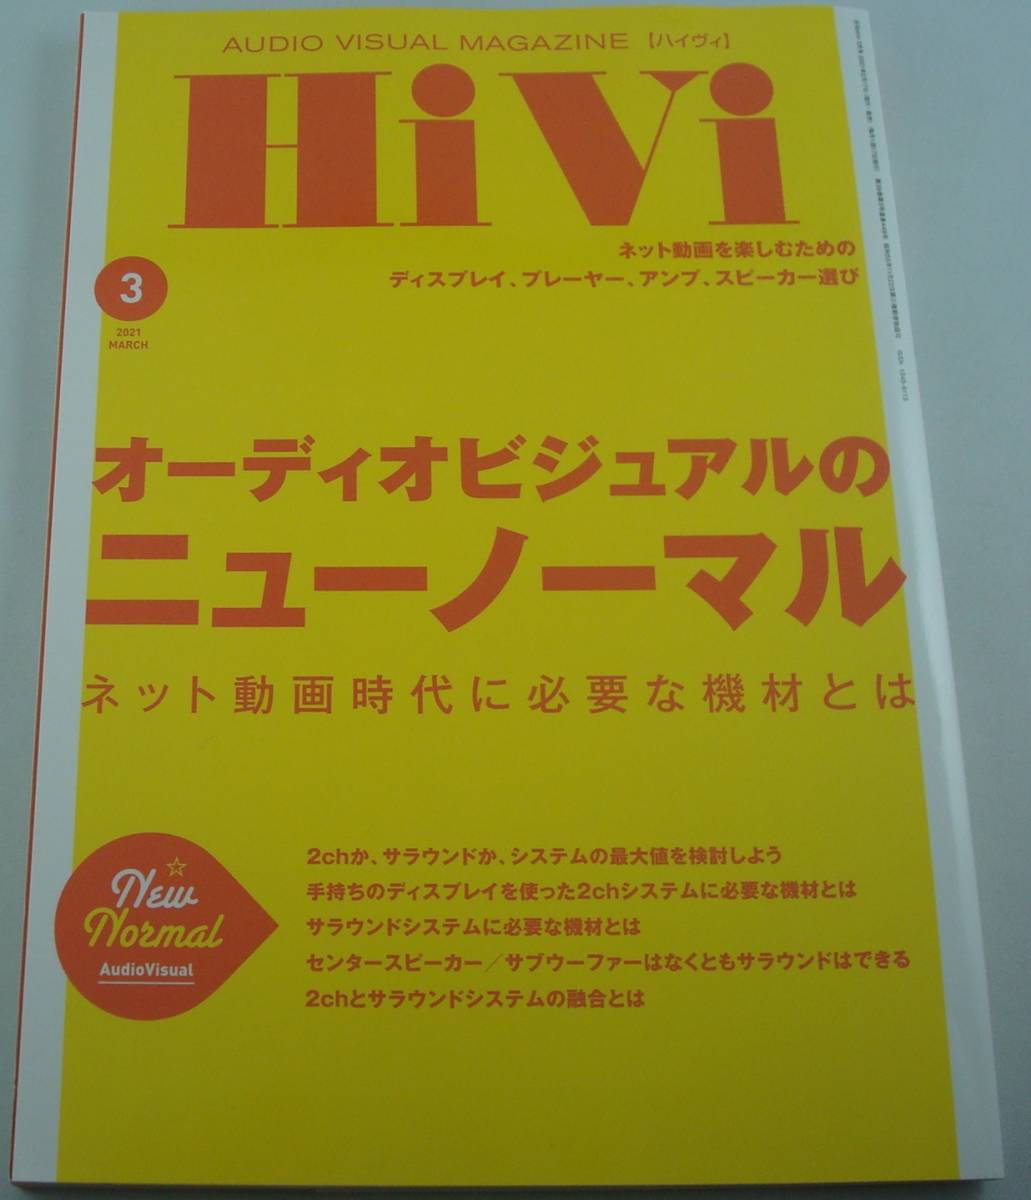 AUDIO VISUAL MAGAZINE【ハイヴィ】
HiVi
ネット動画を楽しむための
ディスプレイ、プレーヤー、アンプ、スピーカー選び
3
2021
MARCH
オーディオビジュアルの
ニューノーマル
ネット動画時代に必要な機材とは
New
Normal
AudioVisual
2chか、サラウンドか、システムの最大値を検討しよう
手持ちのディスプレイを使った2chシステムに必要な機材とは
サラウンドシステムに必要な機材とは
センタースピーカー／サブウーファーはなくともサラウンドはできる
2chとサラウンドシステムの融合とは